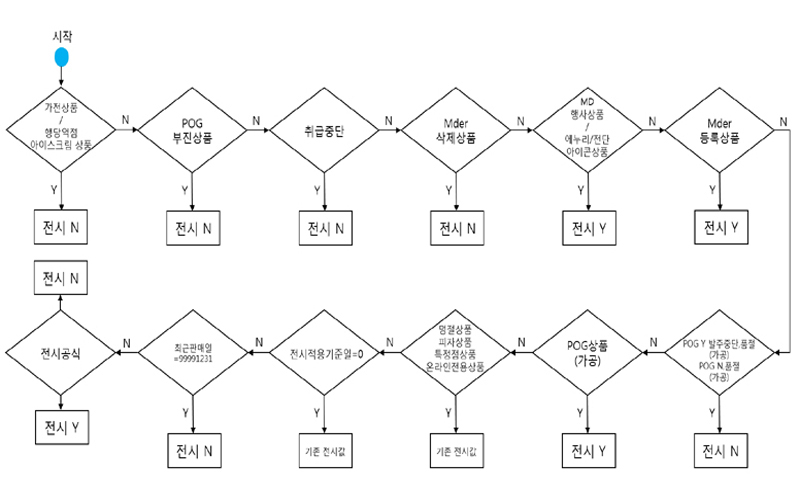 시작
가전상품
/
행당역점
아이스크림 상품
N
Y
전시 N
POG
부진상품
N
Y
전시 N
취급중단
N
Y
전시 N
Mder
삭제상품
N
Y
전시 N
MD
행사상품
/
에누리/전단
아이콘상품
N
Y
전시 Y
Mder
등록상품
N
Y
전시 Y
POG Y 발주중단,품절
(가공)
POG N,품절
(가공)
N
Y
전시 N
POG상품
(가공)
N
Y
전시 Y
명절상품
피자상품
특정점상품
온라인전용상품
N
Y
기존 전시값
전시적용기준일=0
N
Y
기존 전시값
최근판매일
=99991231
N
Y
전시 N
전시공식
N
전시 N
Y
전시 Y